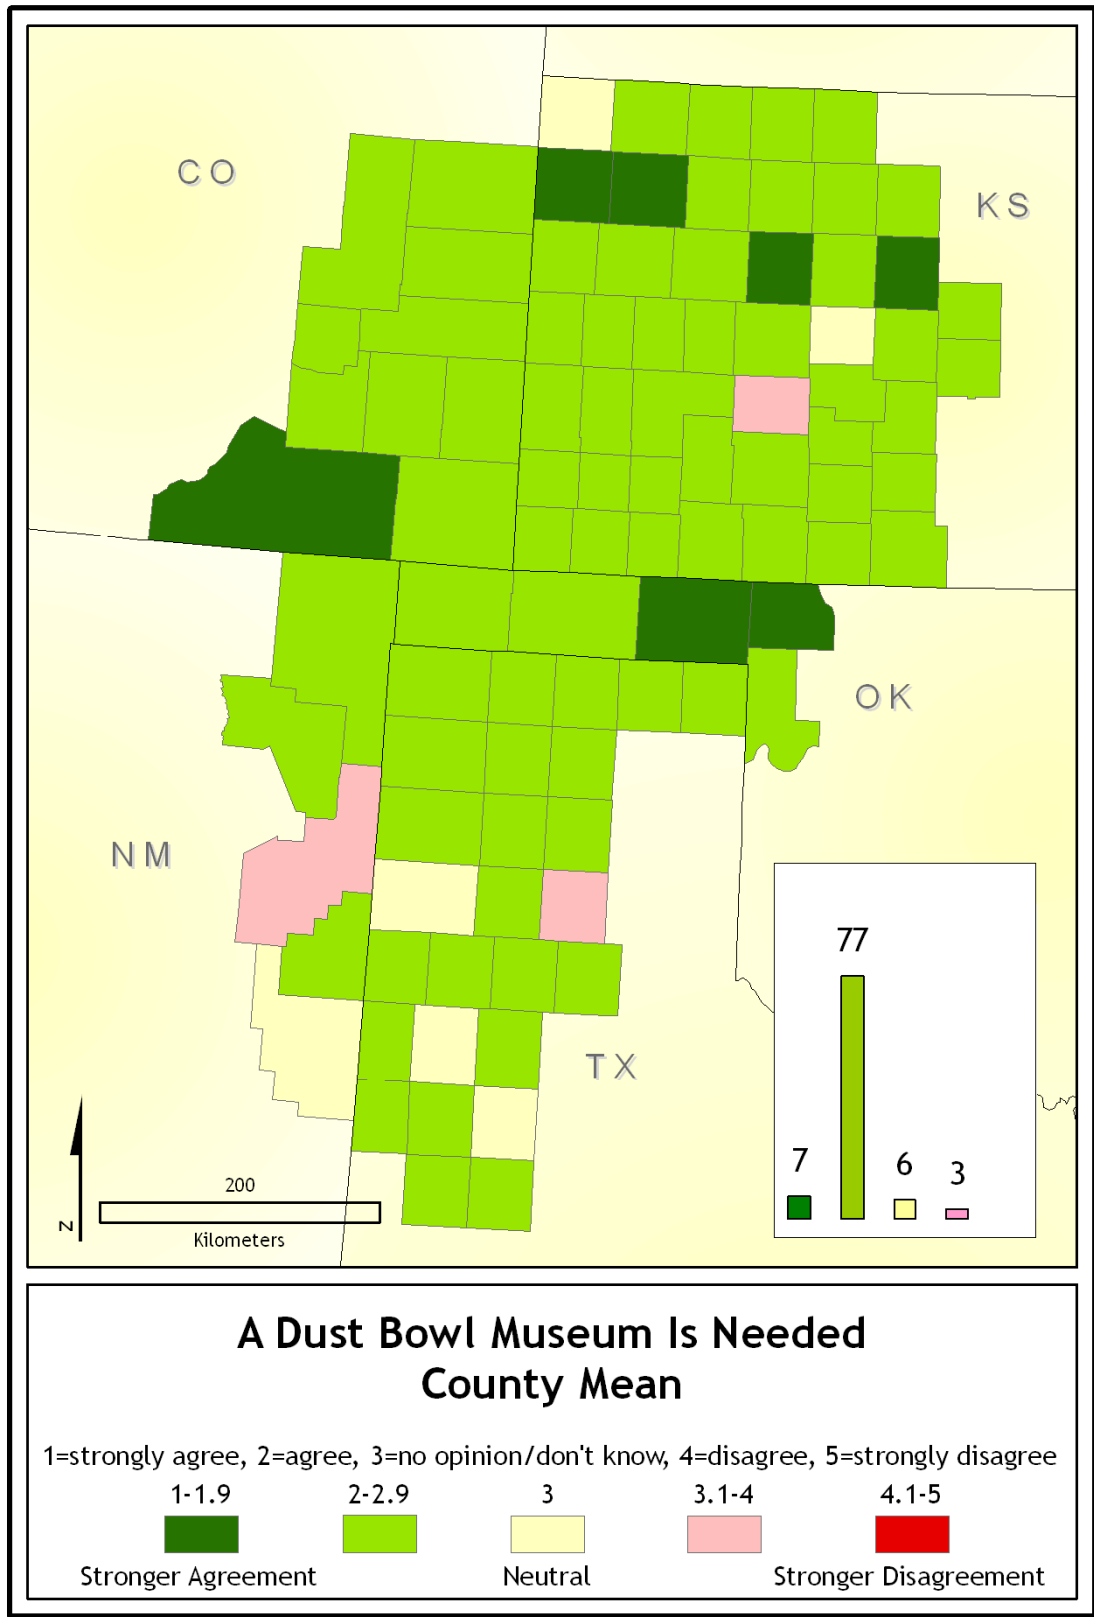 CO
KS
OK
NM
TX
77
7
6
3
N
200
Kilometers
A Dust Bowl Museum Is Needed
County Mean
1=strongly agree, 2=agree, 3=no opinion/don't know, 4=disagree, 5=strongly disagree
1-1.9 2-2.9 3 3.1-4 4.1-5
Stronger Agreement Neutral Stronger Disagreement